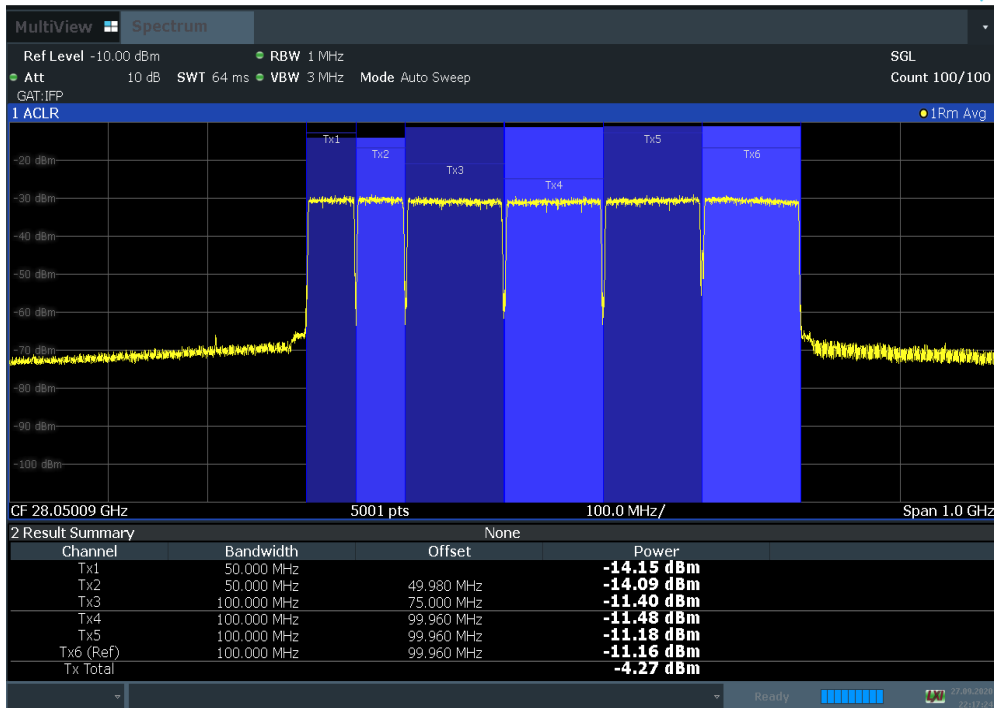 MultiView Spectrum
Ref Level -10.00 dBm RBW 1 MHz SGL
Att 10 dB SWT 64 ms VBW 3 MHz Mode Auto Sweep Count 100/100
GAT:IFP
1 ACLR 1Rm Avg
Tx1 Tx5
Tx2 Tx6
-20 dBm
Tx3
Tx4
-30 dBm
-40 dBm
-50 dBm
-60 dBm
-70 dBm
-80 dBm
-90 dBm
-100 dBm
CF 28.05009 GHz 5001 pts 100.0 MHz/ Span 1.0 GHz
2 Result Summary None
Channel Bandwidth Offset Power
Tx1 50.000 MHz -14.15 dBm
Tx2 50.000 MHz 49.980 MHz -14.09 dBm
Tx3 100.000 MHz 75.000 MHz -11.40 dBm
Tx4 100.000 MHz 99.960 MHz -11.48 dBm
Tx5 100.000 MHz 99.960 MHz -11.18 dBm
Tx6 (Ref) 100.000 MHz 99.960 MHz -11.16 dBm
Tx Total -4.27 dBm
Ready LXI 27.09.2020
22:17:24